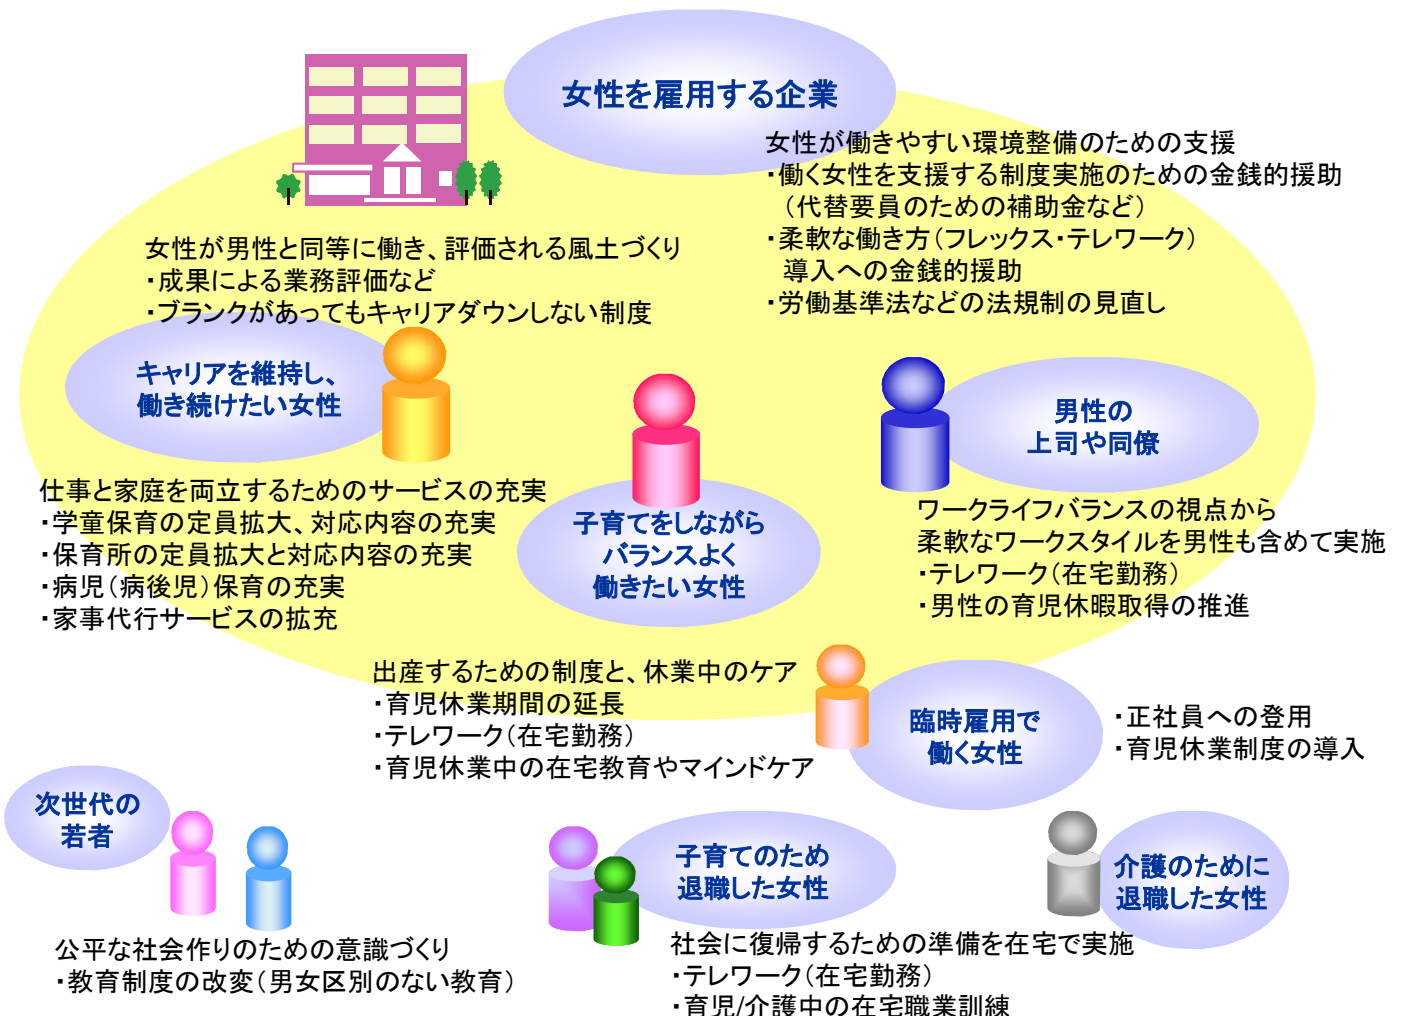 女性を雇用する企業
女性が働きやすい環境整備のための支援
・働く女性を支援する制度実施のための金銭的援助
（代替要員のための補助金など）
・柔軟な働き方（フレックス・テレワーク）
導入への金銭的援助
・労働基準法などの法規制の見直し
女性が男性と同等に働き、評価される風土づくり
・成果による業務評価など
・ブランクがあってもキャリアダウンしない制度
キャリアを維持し、
働き続けたい女性
仕事と家庭を両立するためのサービスの充実
・学童保育の定員拡大、対応内容の充実
・保育所の定員拡大と対応内容の充実
・病児（病後児）保育の充実
・家事代行サービスの拡充
子育てをしながら
バランスよく
働きたい女性
男性の
上司や同僚
ワークライフバランスの視点から
柔軟なワークスタイルを男性も含めて実施
・テレワーク（在宅勤務）
・男性の育児休暇取得の推進
出産するための制度と、休業中のケア
・育児休業期間の延長
・テレワーク（在宅勤務）
・育児休業中の在宅教育やマインドケア
臨時雇用で
働く女性
・正社員への登用
・育児休業制度の導入
次世代の
若者
公平な社会作りのための意識づくり
・教育制度の改変（男女区別のない教育）
子育てのため
退職した女性
介護のために
退職した女性
社会に復帰するための準備を在宅で実施
・テレワーク（在宅勤務）
・育児/介護中の在宅職業訓練